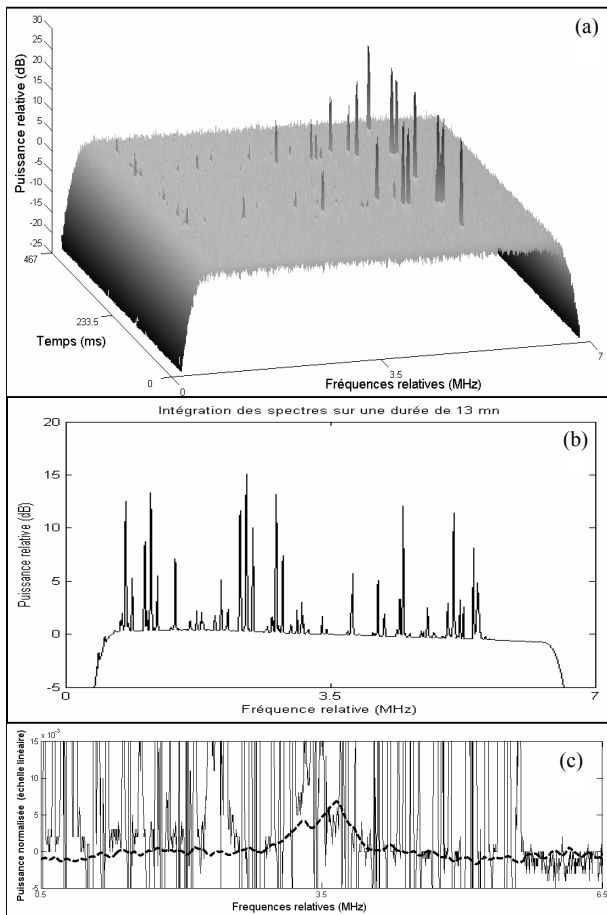 (a)
Puissance relative (dB)
30
25
20
15
10
5
0
-5
-10
-15
-20
-25
467
233.5
0
Temps (ms)
0
3.5
7
Fréquences relatives (MHz)
Intégration des spectres sur une durée de 13 mn
(b)
Puissance relative (dB)
20
15
10
5
0
-5
0
3.5
7
Fréquence relative (MHz)
(c)
Puissance normalisée (échelle linéaire)
x 10⁻³
15
10
5
0
-5
0.5
3.5
6.5
Fréquences relatives (MHz)